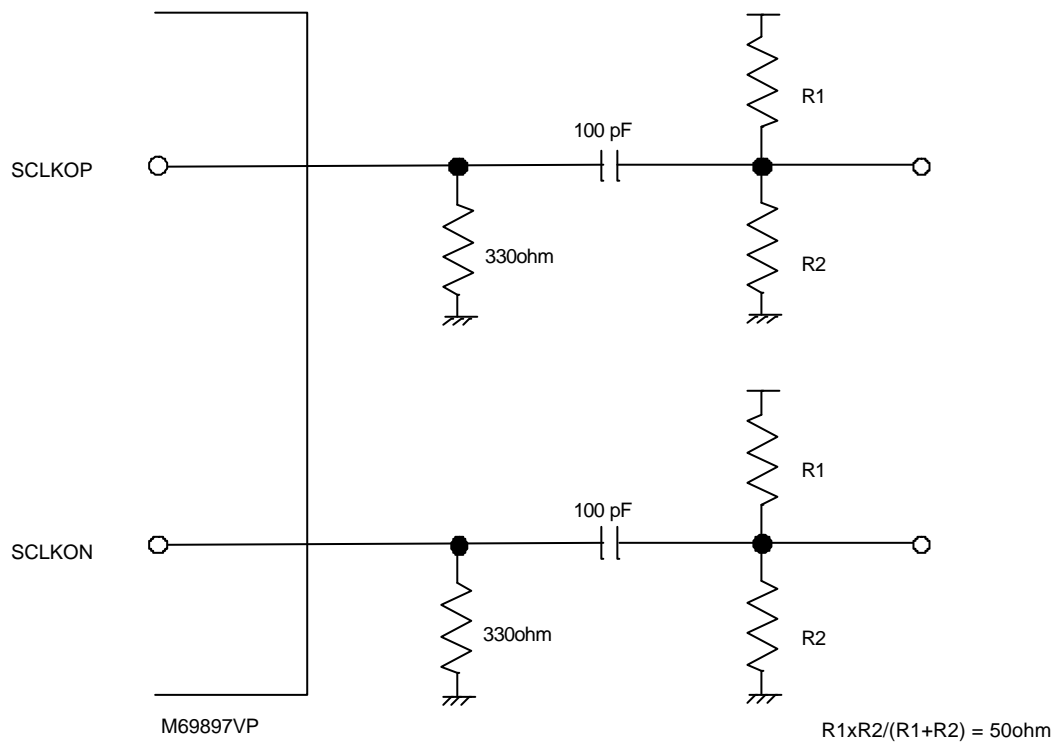 R1
100 pF
SCLKOP
330ohm
R2
R1
100 pF
SCLKON
330ohm
R2
M69897VP
R1xR2/(R1+R2) = 50ohm